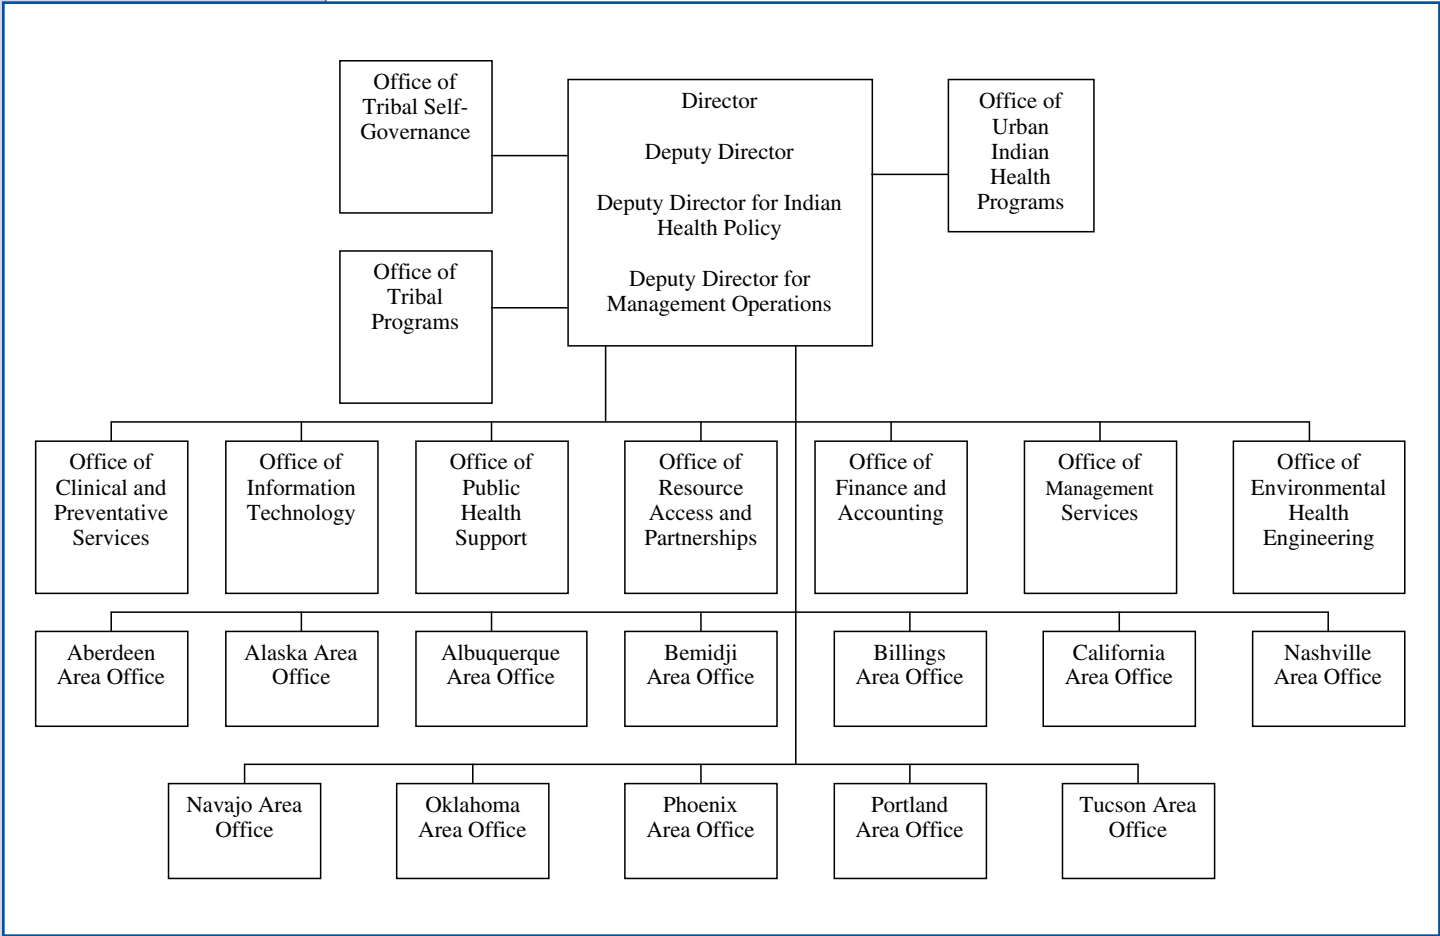 Office of
Tribal Self-
Governance
Director
Deputy Director
Deputy Director for Indian
Health Policy
Deputy Director for
Management Operations
Office of
Urban
Indian
Health
Programs
Office of
Tribal
Programs
Office of
Clinical and
Preventative
Services
Office of
Information
Technology
Office of
Public
Health
Support
Office of
Resource
Access and
Partnerships
Office of
Finance and
Accounting
Office of
Management
Services
Office of
Environmental
Health
Engineering
Aberdeen
Area Office
Alaska Area
Office
Albuquerque
Area Office
Bemidji
Area Office
Billings
Area Office
California
Area Office
Nashville
Area Office
Navajo Area
Office
Oklahoma
Area Office
Phoenix
Area Office
Portland
Area Office
Tucson Area
Office